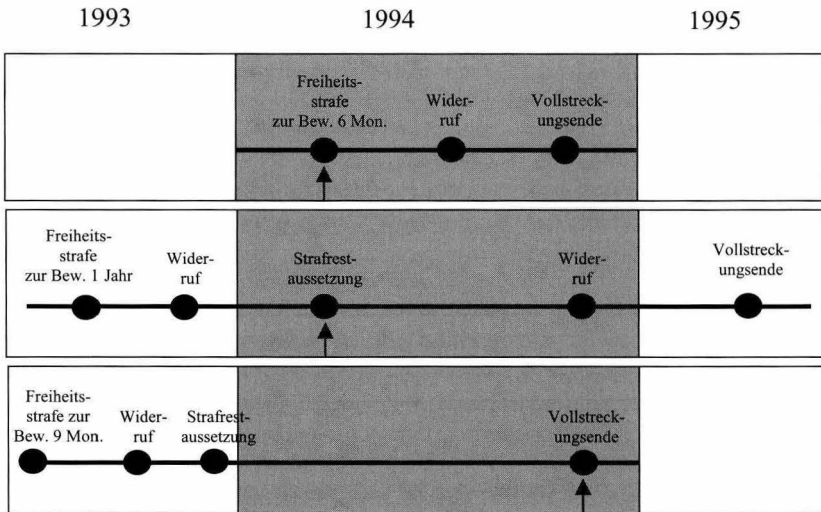 1993 1994 1995
Freiheits-
strafe
zur Bew. 6 Mon.
Wider-
ruf
Vollstreck-
ungsende
Freiheits-
strafe
zur Bew. 1 Jahr
Wider-
ruf
Strafrest-
aussetzung
Wider-
ruf
Vollstreck-
ungsende
Freiheits-
strafe zur
Bew. 9 Mon.
Wider-
ruf
Strafrest-
aussetzung
Vollstreck-
ungsende